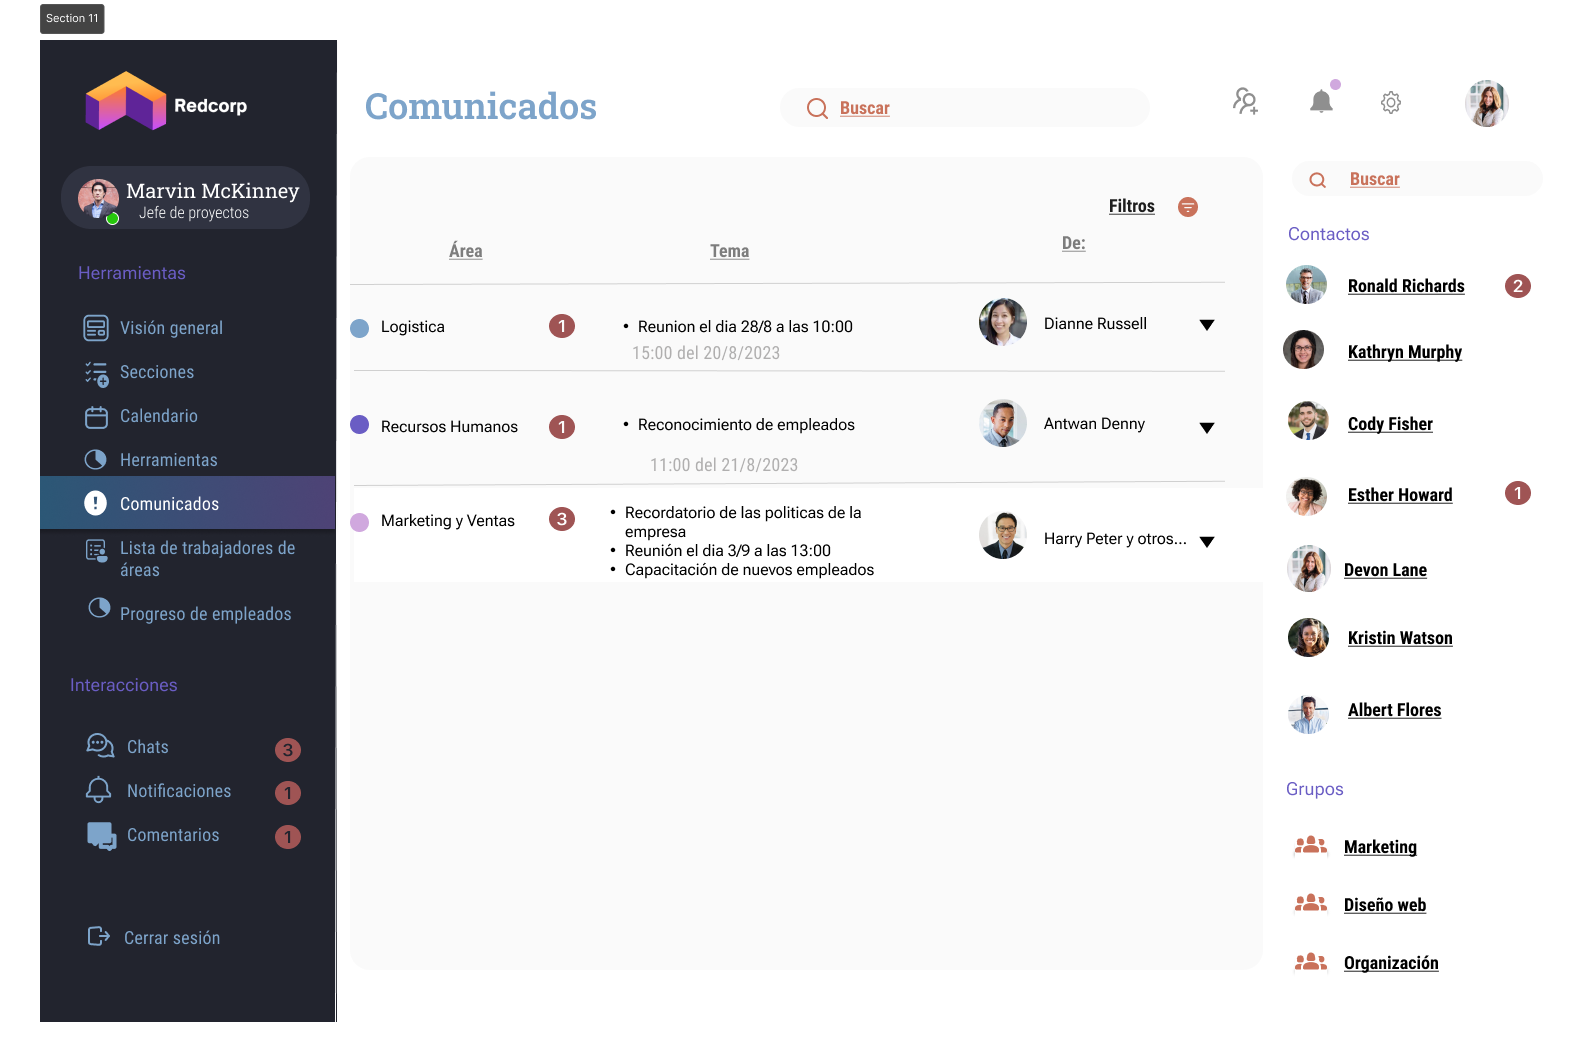 Section 11
Redcorp
Marvin McKinney
Jefe de proyectos
Herramientas
Visión general
Secciones
Calendario
Herramientas
Comunicados
Lista de trabajadores de
áreas
Progreso de empleados
Interacciones
Chats 3
Notificaciones 1
Comentarios 1
Cerrar sesión
Comunicados
Buscar
Filtros
Área Tema De:
Logistica 1 • Reunion el dia 28/8 a las 10:00 Dianne Russell
15:00 del 20/8/2023
Recursos Humanos 1 • Reconocimiento de empleados Antwan Denny
11:00 del 21/8/2023
Marketing y Ventas 3 • Recordatorio de las politicas de la
empresa
• Reunión el dia 3/9 a las 13:00
• Capacitación de nuevos empleados
Harry Peter y otros...
Buscar
Contactos
Ronald Richards 2
Kathryn Murphy
Cody Fisher
Esther Howard 1
Devon Lane
Kristin Watson
Albert Flores
Grupos
Marketing
Diseño web
Organización